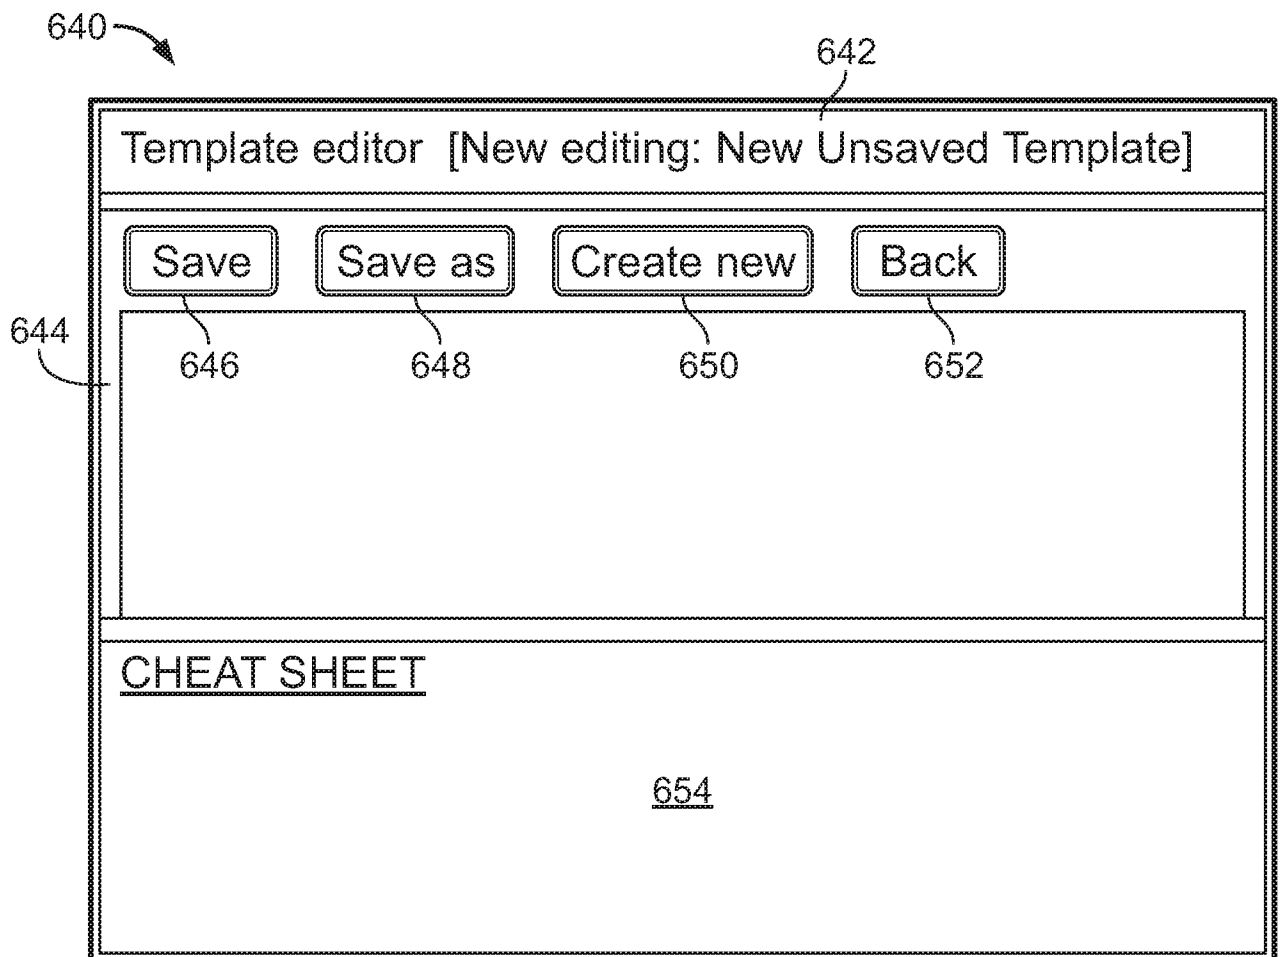 640
642
Template editor [New editing: New Unsaved Template]
Save Save as Create new Back
644
646 648 650 652
CHEAT SHEET
654